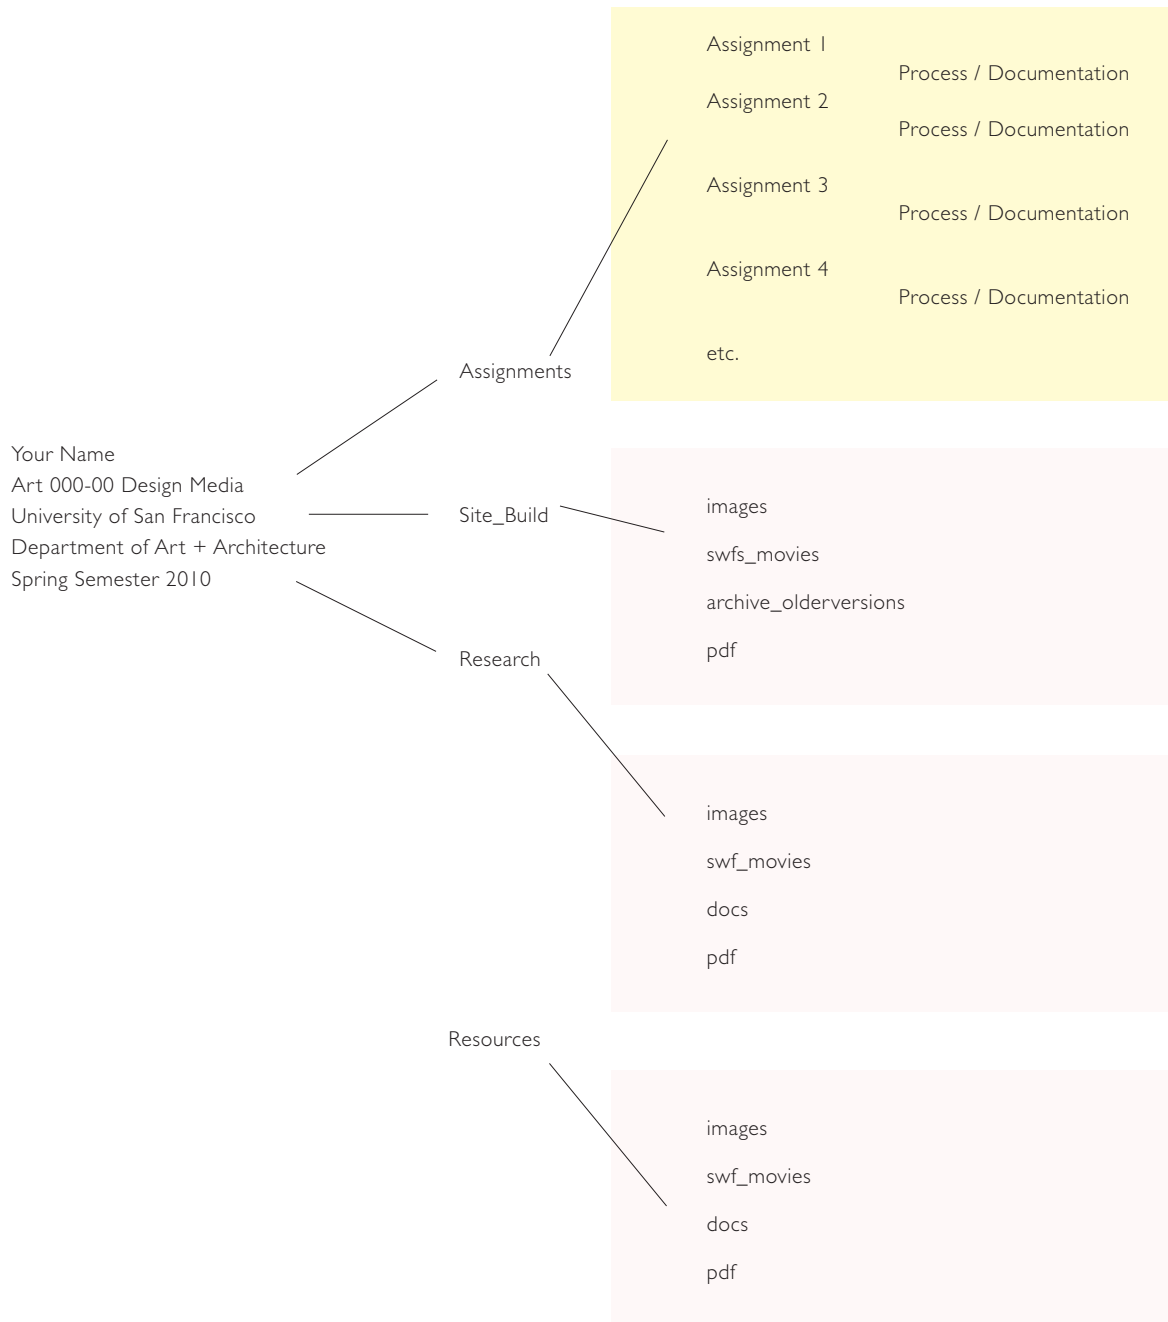 Your Name
Art 000-00 Design Media
University of San Francisco
Department of Art + Architecture
Spring Semester 2010
Assignments
Assignment 1
Process / Documentation
Assignment 2
Process / Documentation
Assignment 3
Process / Documentation
Assignment 4
Process / Documentation
etc.
Site_Build
images
swfs_movies
archive_olderversions
pdf
Research
images
swf_movies
docs
pdf
Resources
images
swf_movies
docs
pdf